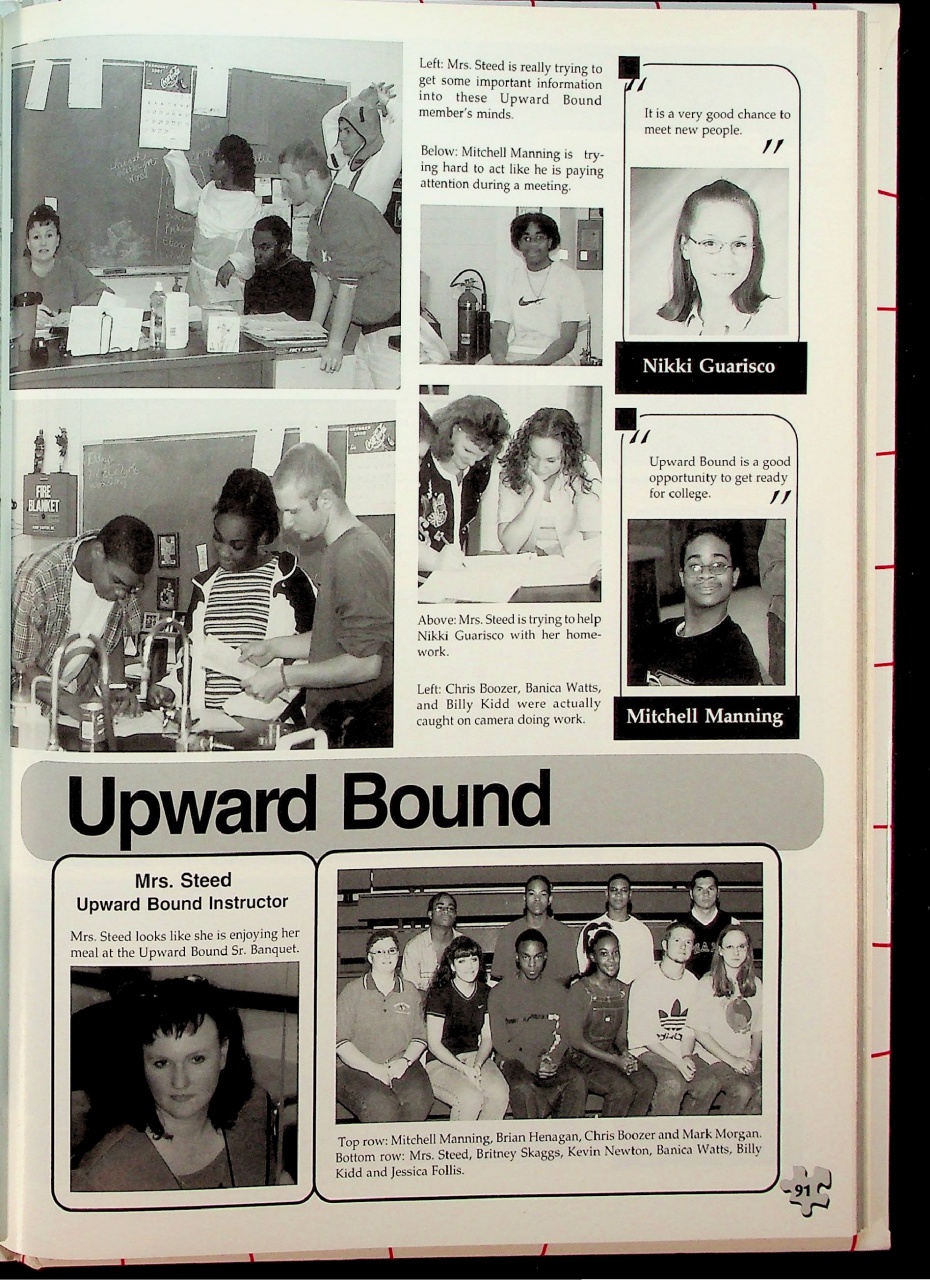 Left: Mrs. Steed is really trying to
get some important information
into these Upward Bound
member's minds.
Below: Mitchell Manning is try-
ing hard to act like he is paying
attention during a meeting.
"
It is a very good chance to
meet new people.
"
Nikki Guarisco
"
Upward Bound is a good
opportunity to get ready
for college.
"
Mitchell Manning
FIRE
BLANKET
Above: Mrs. Steed is trying to help
Nikki Guarisco with her home-
work.
Left: Chris Boozer, Banica Watts,
and Billy Kidd were actually
caught on camera doing work.
Upward Bound
Mrs. Steed
Upward Bound Instructor
Mrs. Steed looks like she is enjoying her
meal at the Upward Bound Sr. Banquet.
Top row: Mitchell Manning, Brian Henagan, Chris Boozer and Mark Morgan.
Bottom row: Mrs. Steed, Britney Skaggs, Kevin Newton, Banica Watts, Billy
Kidd and Jessica Follis.
91